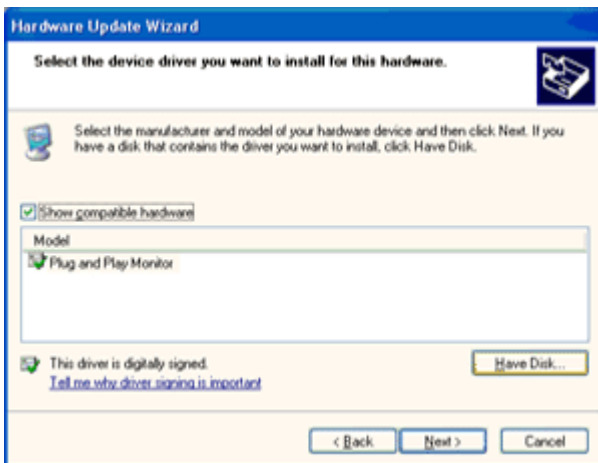 Hardware Update Wizard
Select the device driver you want to install for this hardware.
Select the manufacturer and model of your hardware device and then click Next. If you
have a disk that contains the driver you want to install, click Have Disk.
Show compatible hardware
Model
Plug and Play Monitor
This driver is digitally signed.
Have Disk...
Tell me why driver signing is important
< Back
Next >
Cancel